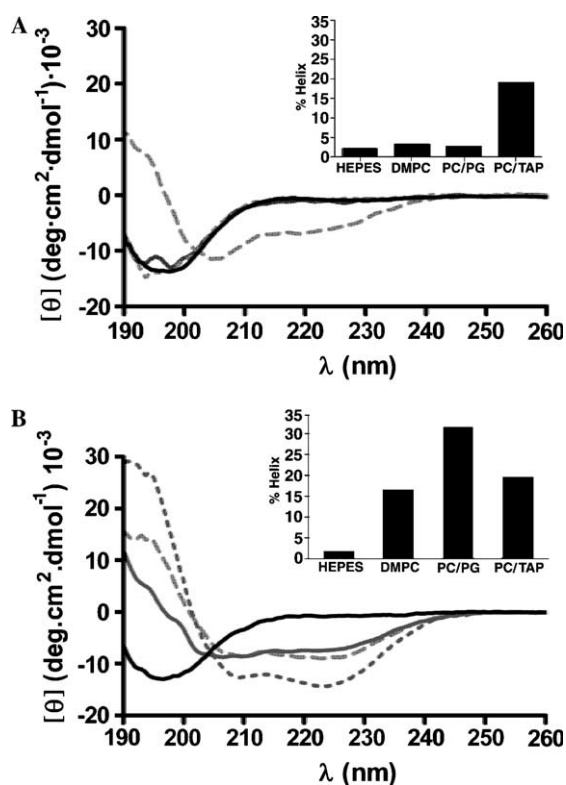 A
[θ] (deg·cm²·dmol⁻¹)·10⁻³
30
20
10
0
-10
-20
190 200 210 220 230 240 250 260
λ (nm)
% Helix
35
30
25
20
15
10
5
0
HEPES DMPC PC/PG PC/TAP
B
[θ] (deg.cm².dmol⁻¹) 10⁻³
30
20
10
0
-10
-20
190 200 210 220 230 240 250 260
λ (nm)
% Helix
35
30
25
20
15
10
5
0
HEPES DMPC PC/PG PC/TAP